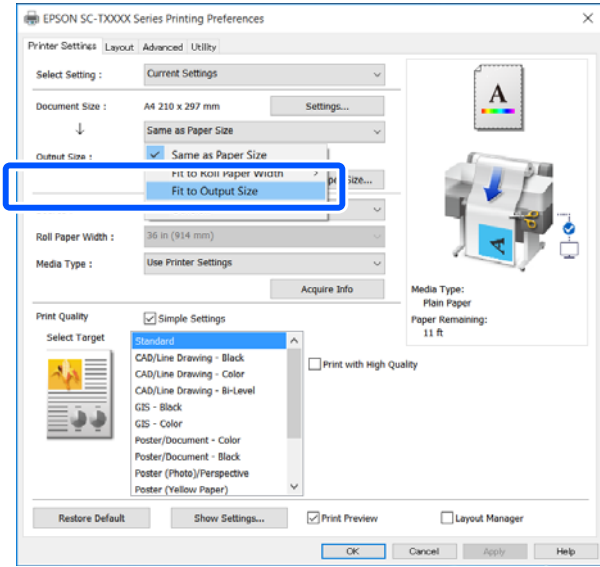 EPSON SC-TXXXX Series Printing Preferences
Printer Settings Layout Advanced Utility
Select Setting : Current Settings
Document Size : A4 210 x 297 mm Settings...
Same as Paper Size
Output Size : Same as Paper Size
Fit to Roll Paper Width
Size...
Fit to Output Size
Roll Paper Width : 36 in (914 mm)
Media Type : Use Printer Settings
Acquire Info
A
Media Type:
Plain Paper
Paper Remaining:
11 ft
Print Quality Simple Settings
Select Target
Standard
CAD/Line Drawing - Black
CAD/Line Drawing - Color
CAD/Line Drawing - Bi-Level
GIS - Black
GIS - Color
Poster/Document - Color
Poster/Document - Black
Poster (Photo)/Perspective
Poster (Yellow Paper)
Print with High Quality
Restore Default Show Settings... Print Preview Layout Manager
OK Cancel Apply Help